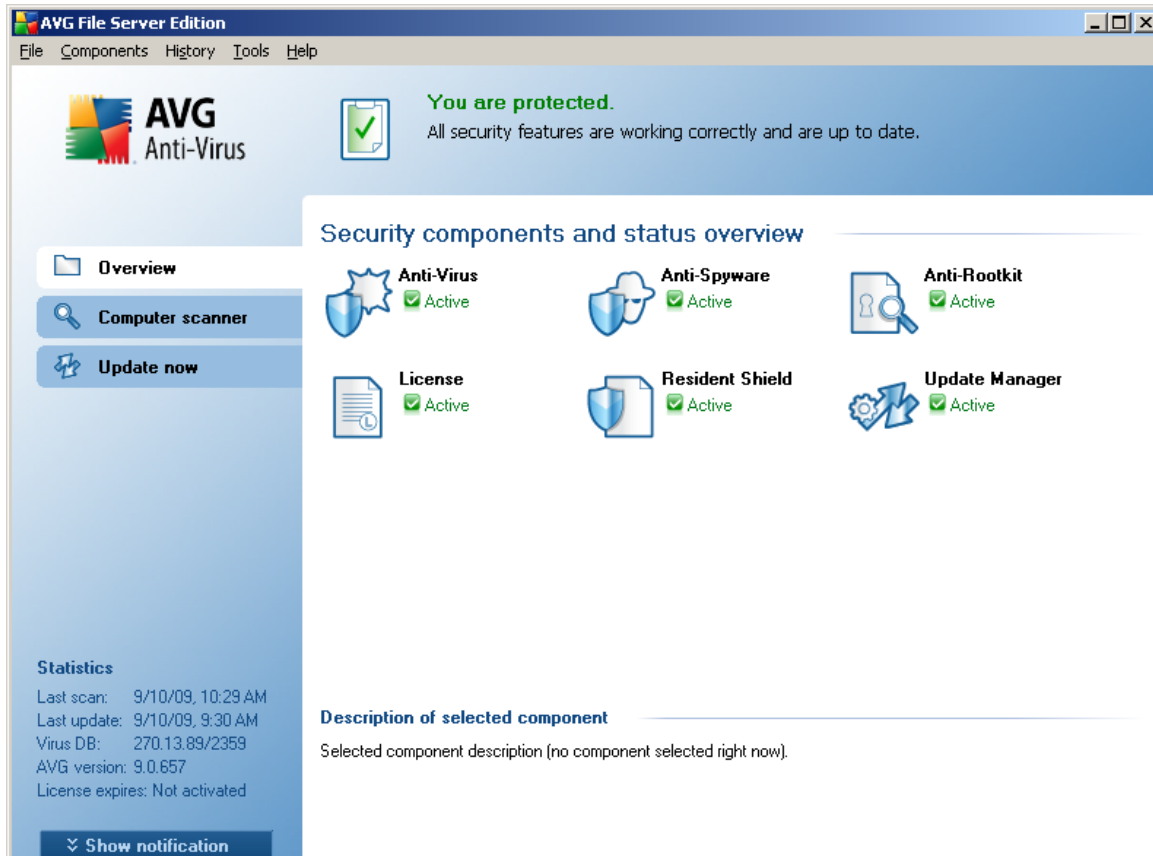 AVG File Server Edition
File Components History Tools Help
AVG
Anti-Virus
You are protected.
All security features are working correctly and are up to date.
Overview
Computer scanner
Update now
Security components and status overview
Anti-Virus
Active
Anti-Spyware
Active
Anti-Rootkit
Active
License
Active
Resident Shield
Active
Update Manager
Active
Statistics
Last scan: 9/10/09, 10:29 AM
Last update: 9/10/09, 9:30 AM
Virus DB: 270.13.89/2359
AVG version: 9.0.657
License expires: Not activated
Show notification
Description of selected component
Selected component description (no component selected right now).